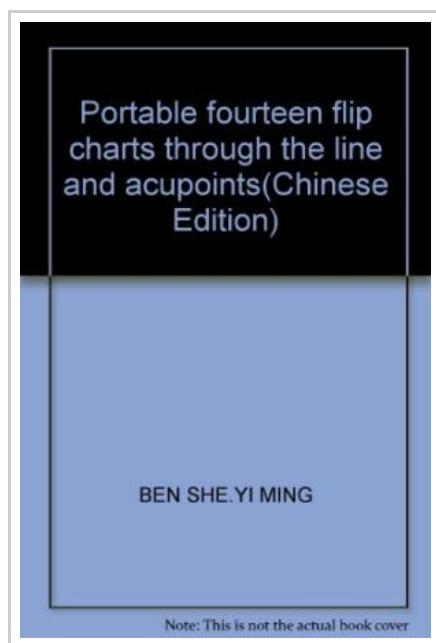 Portable fourteen flip
charts through the line
and acupoints(Chinese
Edition)
BEN SHE.YI MING
Note: This is not the actual book cover